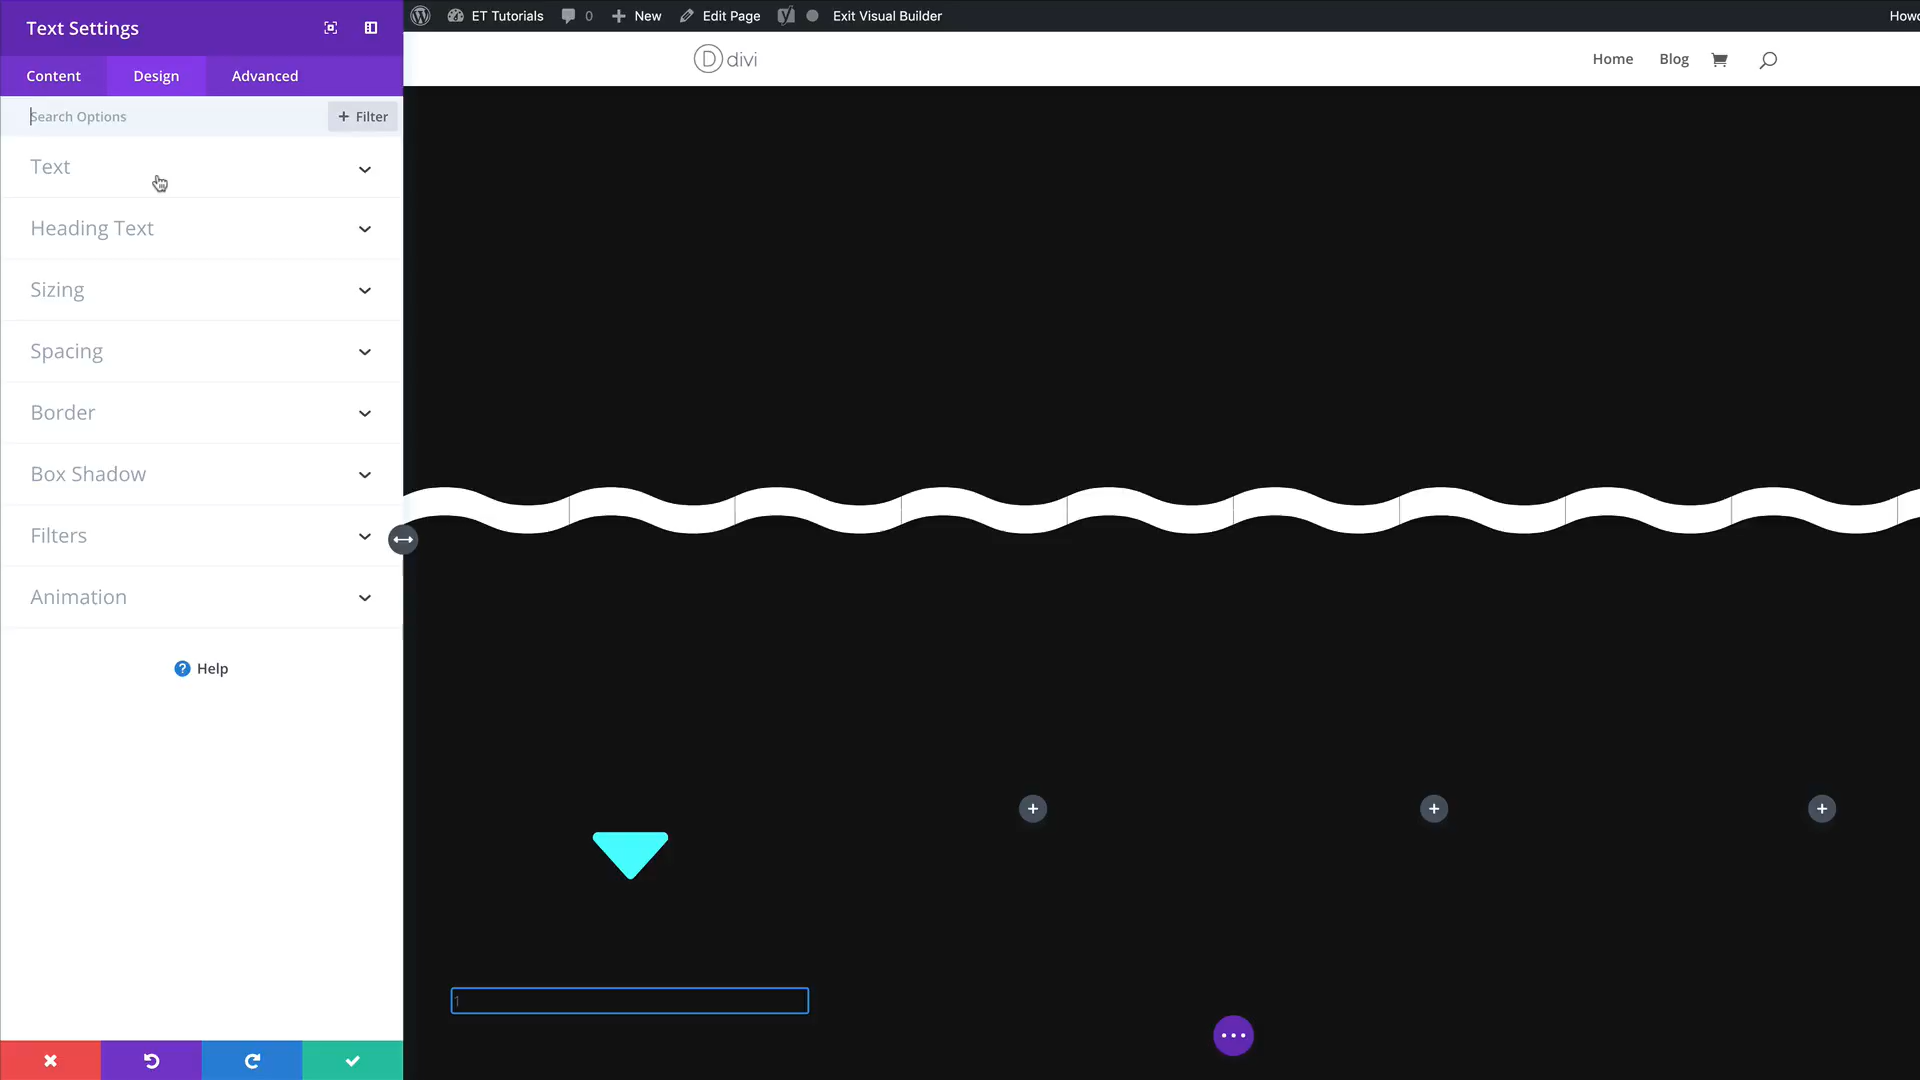 Text Settings
Content Design Advanced
Search Options
+ Filter
Text
Heading Text
Sizing
Spacing
Border
Box Shadow
Filters
Animation
? Help
ET Tutorials 0 + New Edit Page Exit Visual Builder
D divi
Home Blog
1